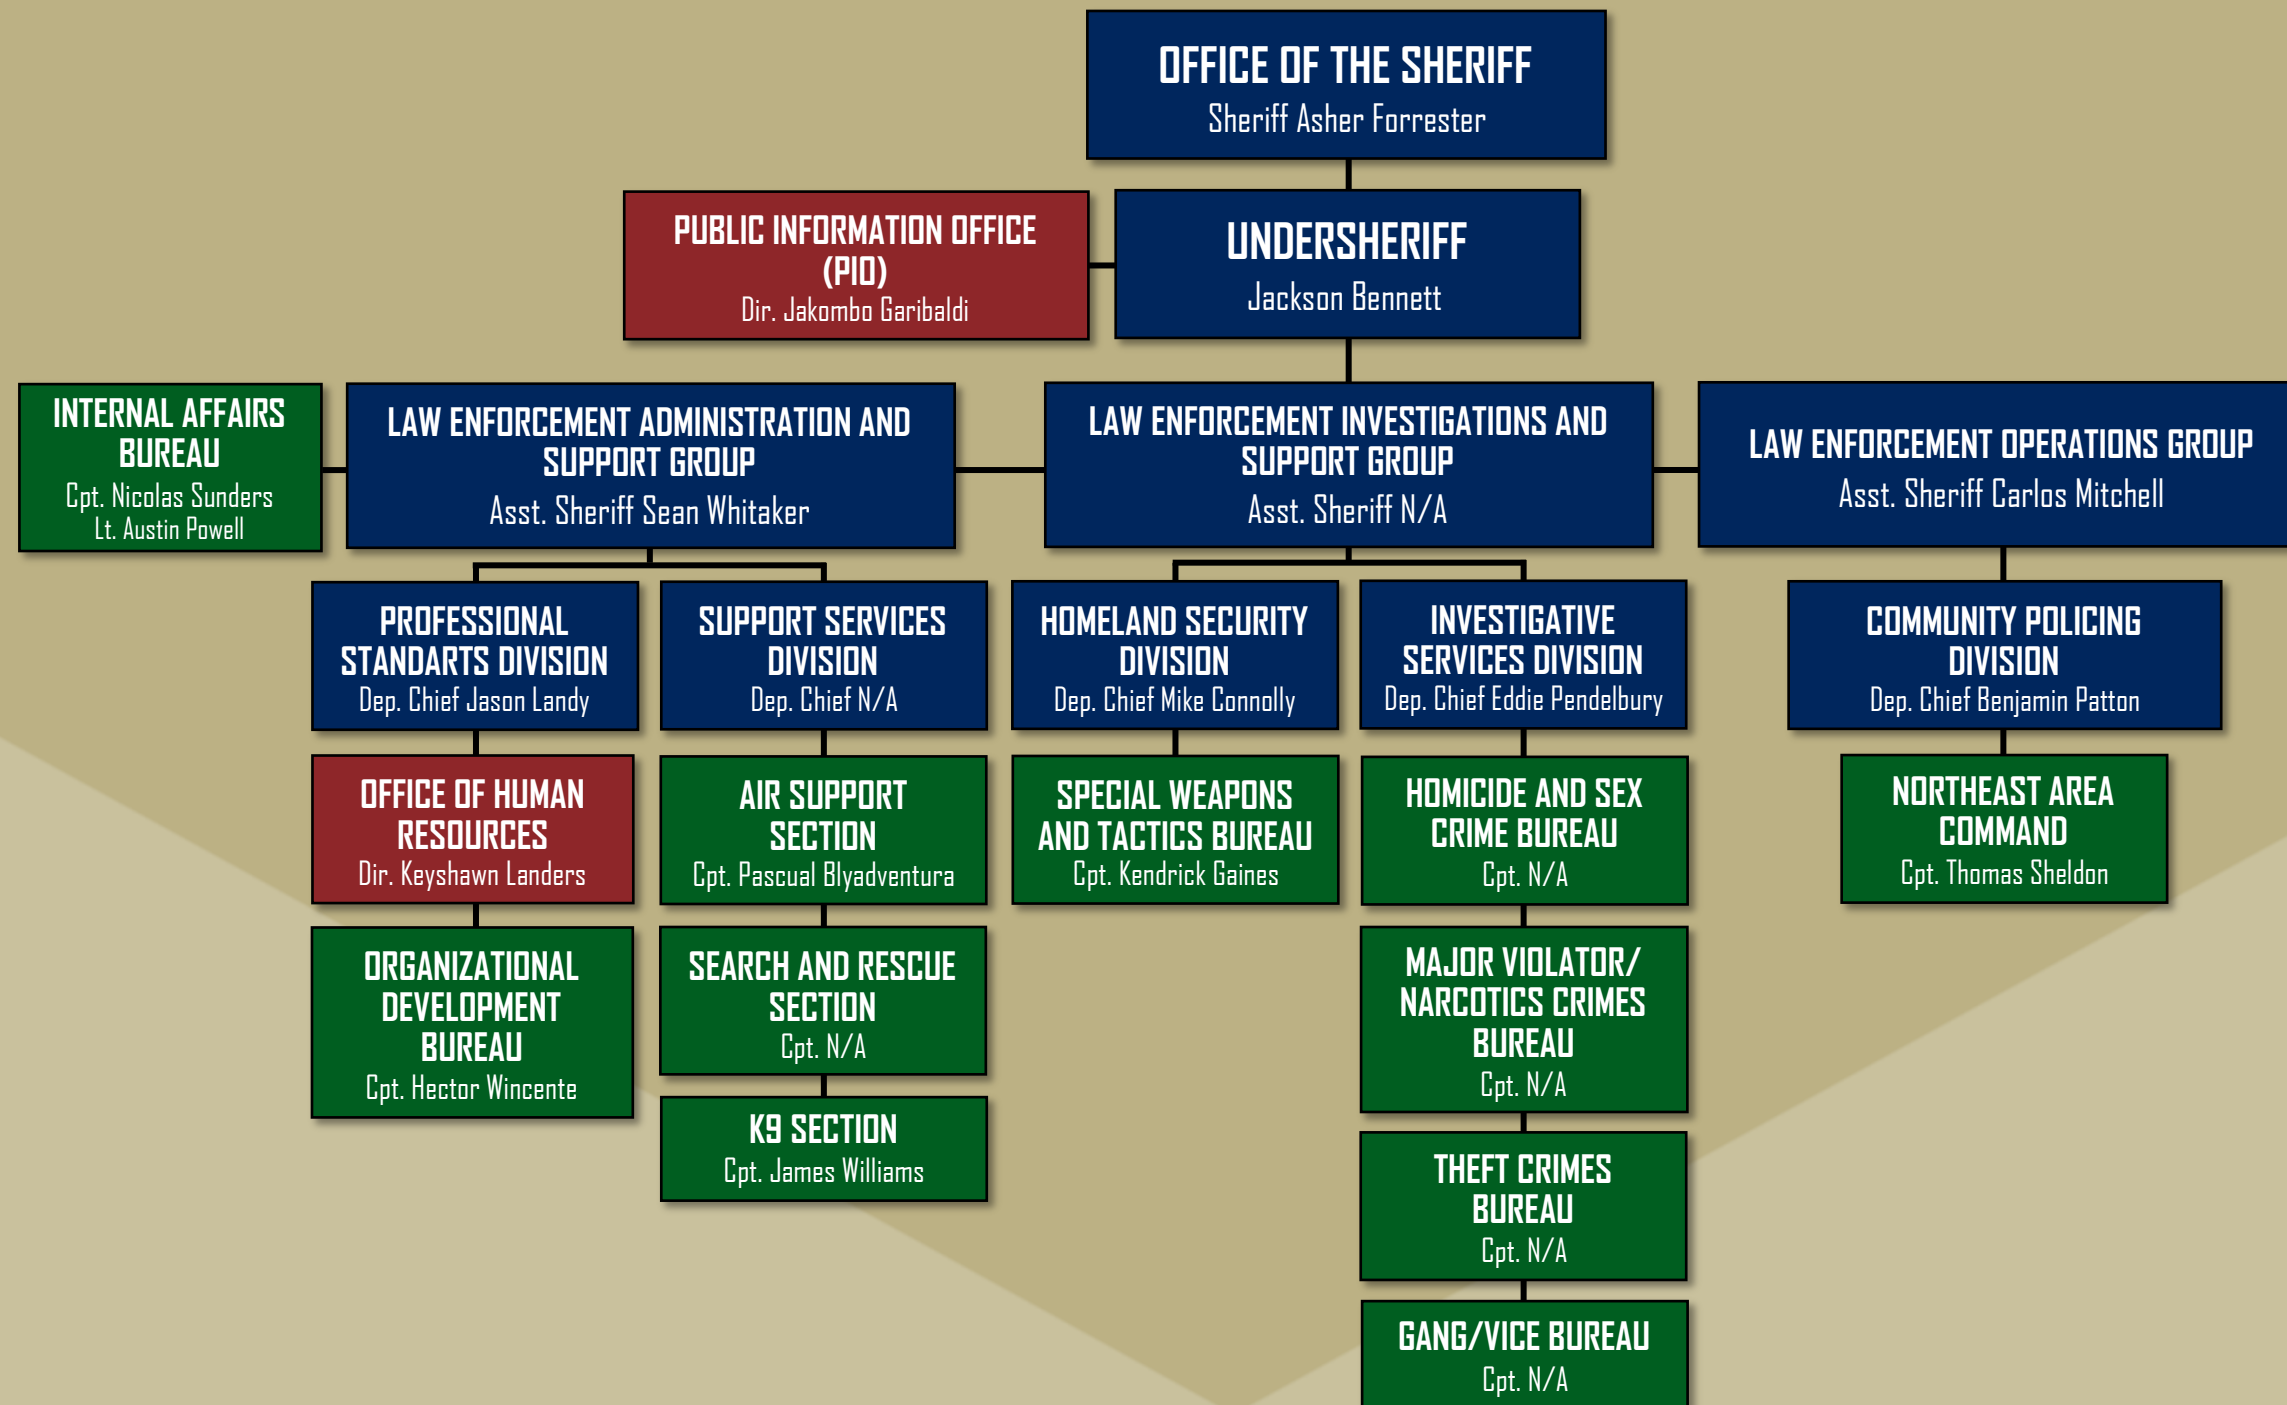 OFFICE OF THE SHERIFF
Sheriff Asher Forrester
PUBLIC INFORMATION OFFICE
(PIO)
Dir. Jakombo Garibaldi
UNDERSHERIFF
Jackson Bennett
INTERNAL AFFAIRS
BUREAU
Cpt. Nicolas Sunders
Lt. Austin Powell
LAW ENFORCEMENT ADMINISTRATION AND
SUPPORT GROUP
Asst. Sheriff Sean Whitaker
LAW ENFORCEMENT INVESTIGATIONS AND
SUPPORT GROUP
Asst. Sheriff N/A
LAW ENFORCEMENT OPERATIONS GROUP
Asst. Sheriff Carlos Mitchell
PROFESSIONAL
STANDARTS DIVISION
Dep. Chief Jason Landy
SUPPORT SERVICES
DIVISION
Dep. Chief N/A
HOMELAND SECURITY
DIVISION
Dep. Chief Mike Connolly
INVESTIGATIVE
SERVICES DIVISION
Dep. Chief Eddie Pendelbury
COMMUNITY POLICING
DIVISION
Dep. Chief Benjamin Patton
OFFICE OF HUMAN
RESOURCES
Dir. Keyshawn Landers
AIR SUPPORT
SECTION
Cpt. Pascual Blyadventura
SPECIAL WEAPONS
AND TACTICS BUREAU
Cpt. Kendrick Gaines
HOMICIDE AND SEX
CRIME BUREAU
Cpt. N/A
NORTHEAST AREA
COMMAND
Cpt. Thomas Sheldon
ORGANIZATIONAL
DEVELOPMENT
BUREAU
Cpt. Hector Wincente
SEARCH AND RESCUE
SECTION
Cpt. N/A
MAJOR VIOLATOR/
NARCOTICS CRIMES
BUREAU
Cpt. N/A
K9 SECTION
Cpt. James Williams
THEFT CRIMES
BUREAU
Cpt. N/A
GANG/VICE BUREAU
Cpt. N/A